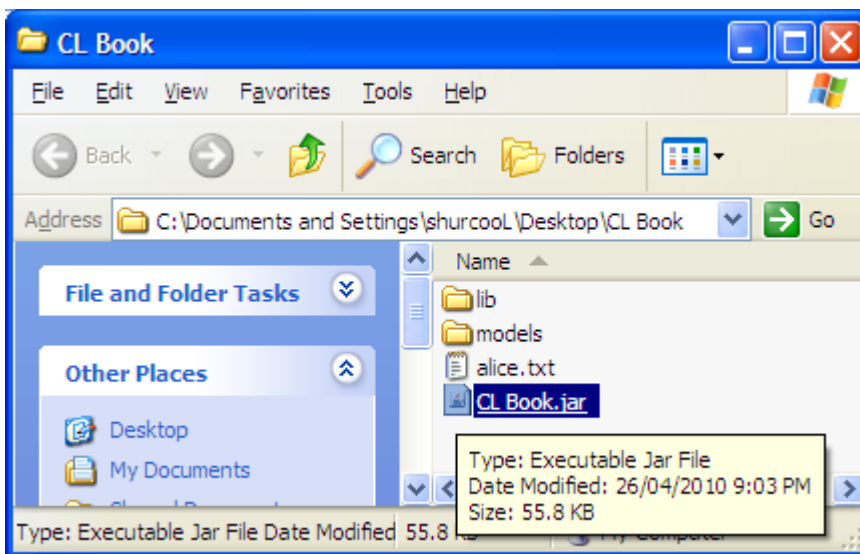 CL Book
File Edit View Favorites Tools Help
Back Search Folders
Address C:\Documents and Settings\shurcooL\Desktop\CL Book Go
File and Folder Tasks
Other Places
Desktop
My Documents
Name
lib
models
alice.txt
CL Book.jar
Type: Executable Jar File
Date Modified: 26/04/2010 9:03 PM
Size: 55.8 KB
Type: Executable Jar File Date Modified 55.8 KB My Computer